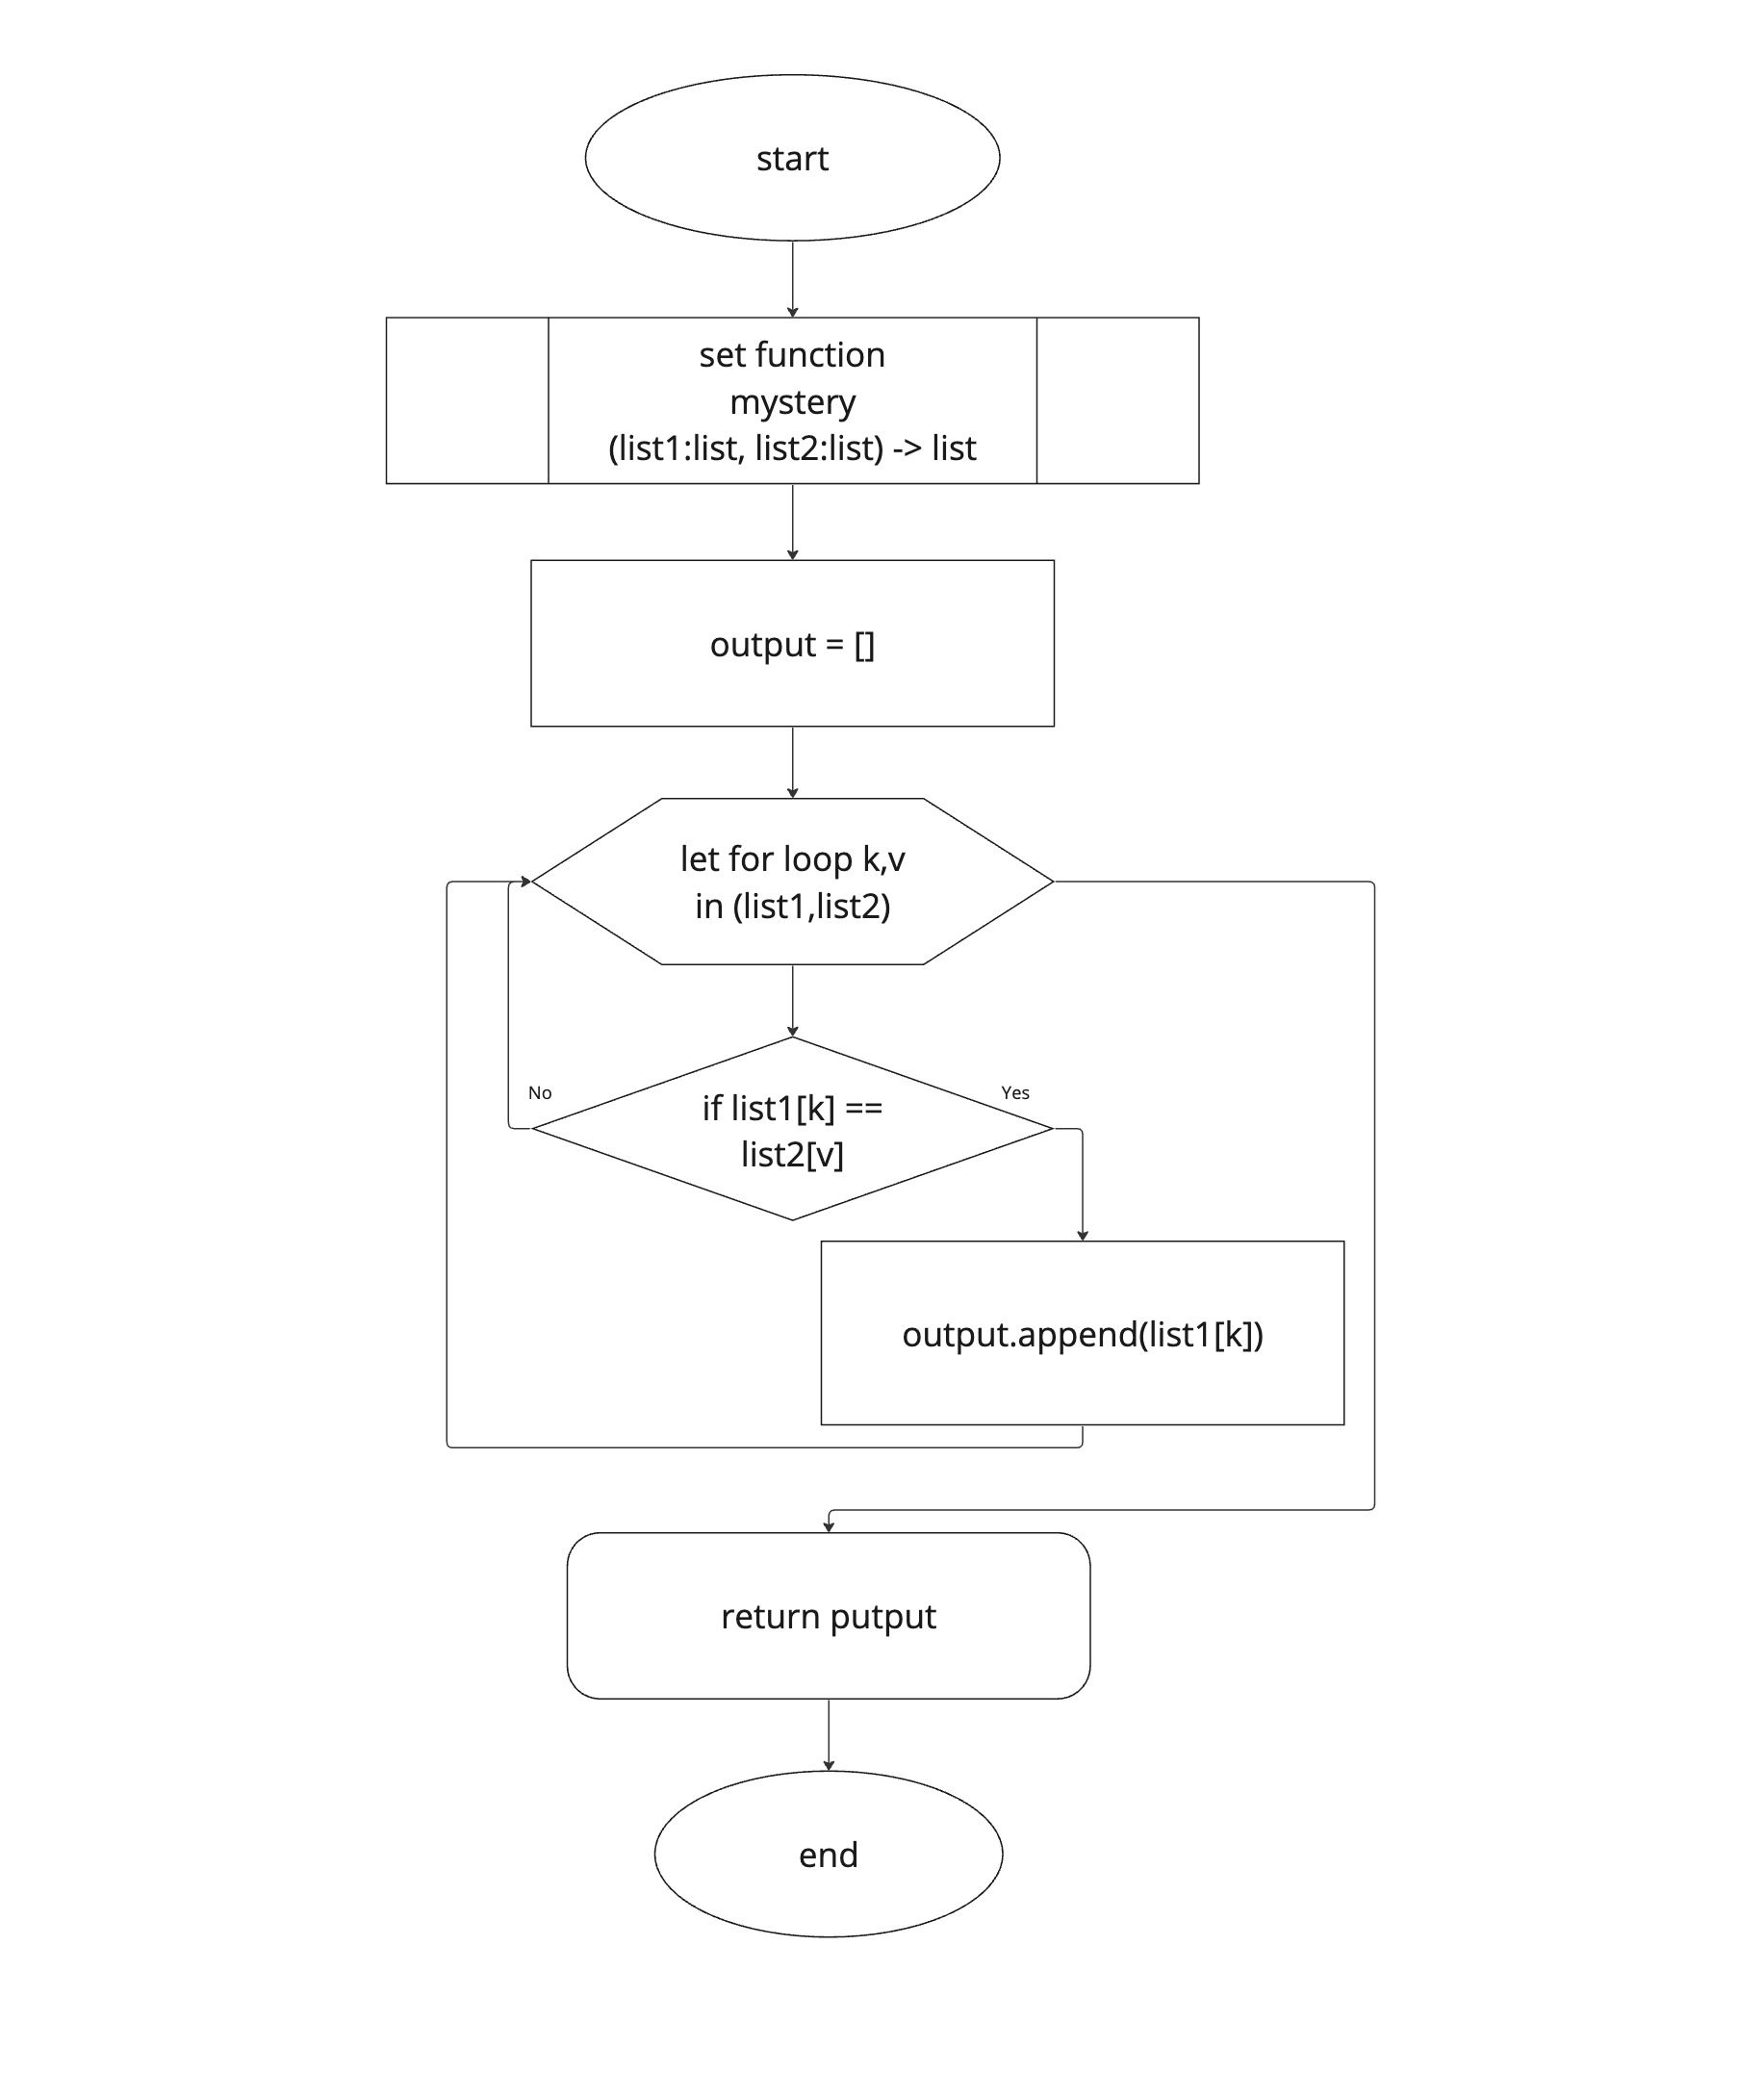 start
set function
mystery
(list1:list, list2:list) -> list
output = []
let for loop k,v
in (list1,list2)
No
Yes
if list1[k] ==
list2[v]
output.append(list1[k])
return putput
end